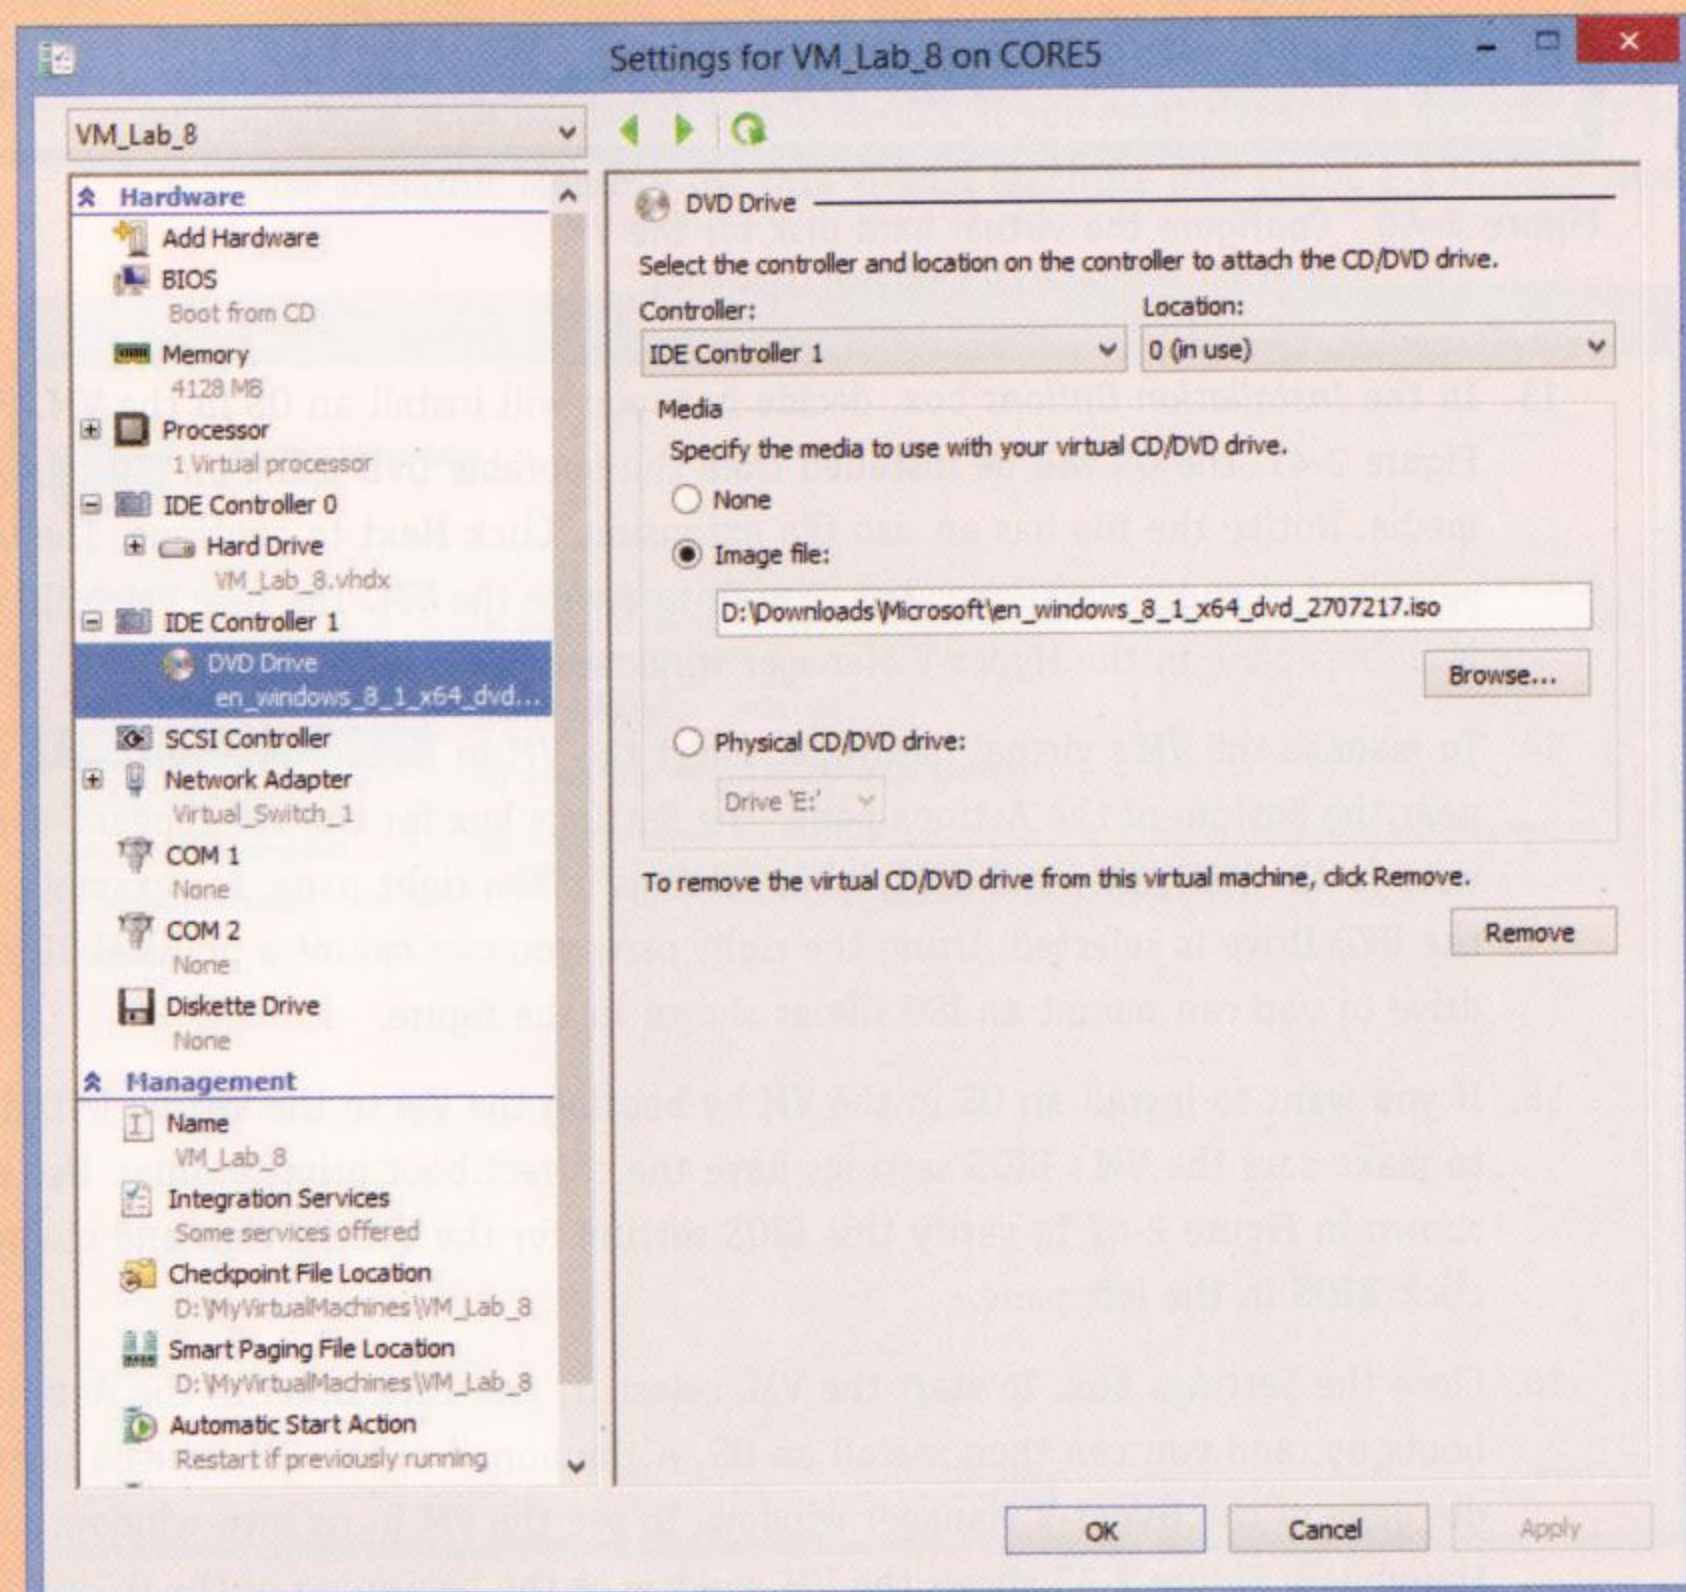 Settings for VM_Lab_8 on CORE5
VM_Lab_8
Hardware
Add Hardware
BIOS
Boot from CD
Memory
4128 MB
Processor
1 Virtual processor
IDE Controller 0
Hard Drive
VM_Lab_8.vhdx
IDE Controller 1
DVD Drive
en_windows_8_1_x64_dvd...
SCSI Controller
Network Adapter
Virtual_Switch_1
COM 1
None
COM 2
None
Diskette Drive
None
Management
Name
VM_Lab_8
Integration Services
Some services offered
Checkpoint File Location
D:\MyVirtualMachines\VM_Lab_8
Smart Paging File Location
D:\MyVirtualMachines\VM_Lab_8
Automatic Start Action
Restart if previously running
DVD Drive
Select the controller and location on the controller to attach the CD/DVD drive.
Controller:
Location:
IDE Controller 1
0 (in use)
Media
Specify the media to use with your virtual CD/DVD drive.
None
Image file:
D:\Downloads\Microsoft\en_windows_8_1_x64_dvd_2707217.iso
Browse...
Physical CD/DVD drive:
Drive 'E:'
To remove the virtual CD/DVD drive from this virtual machine, click Remove.
Remove
OK
Cancel
Apply